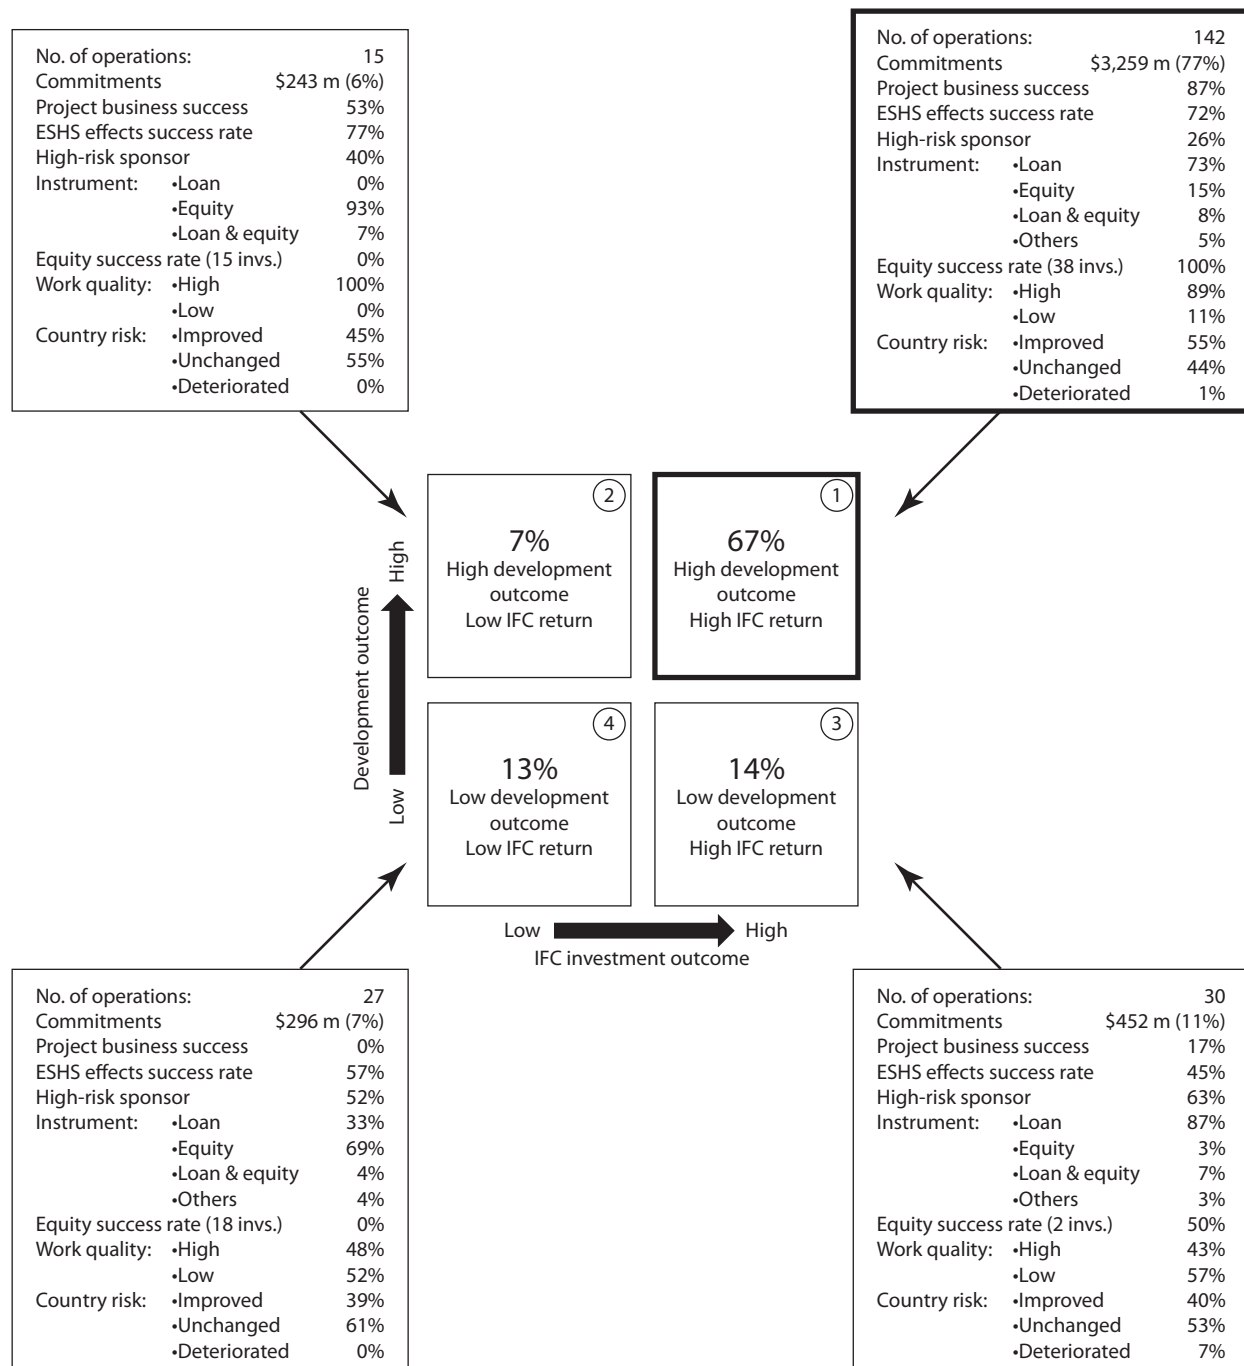 No. of operations: 15
Commitments $243 m (6%)
Project business success 53%
ESHS effects success rate 77%
High-risk sponsor 40%
Instrument: •Loan 0%
•Equity 93%
•Loan & equity 7%
Equity success rate (15 invs.) 0%
Work quality: •High 100%
•Low 0%
Country risk: •Improved 45%
•Unchanged 55%
•Deteriorated 0%
No. of operations: 142
Commitments $3,259 m (77%)
Project business success 87%
ESHS effects success rate 72%
High-risk sponsor 26%
Instrument: •Loan 73%
•Equity 15%
•Loan & equity 8%
•Others 5%
Equity success rate (38 invs.) 100%
Work quality: •High 89%
•Low 11%
Country risk: •Improved 55%
•Unchanged 44%
•Deteriorated 1%
2
7%
High development
outcome
Low IFC return
1
67%
High development
outcome
High IFC return
4
13%
Low development
outcome
Low IFC return
3
14%
Low development
outcome
High IFC return
Development outcome
Low High
Low High
IFC investment outcome
No. of operations: 27
Commitments $296 m (7%)
Project business success 0%
ESHS effects success rate 57%
High-risk sponsor 52%
Instrument: •Loan 33%
•Equity 69%
•Loan & equity 4%
•Others 4%
Equity success rate (18 invs.) 0%
Work quality: •High 48%
•Low 52%
Country risk: •Improved 39%
•Unchanged 61%
•Deteriorated 0%
No. of operations: 30
Commitments $452 m (11%)
Project business success 17%
ESHS effects success rate 45%
High-risk sponsor 63%
Instrument: •Loan 87%
•Equity 3%
•Loan & equity 7%
•Others 3%
Equity success rate (2 invs.) 50%
Work quality: •High 43%
•Low 57%
Country risk: •Improved 40%
•Unchanged 53%
•Deteriorated 7%